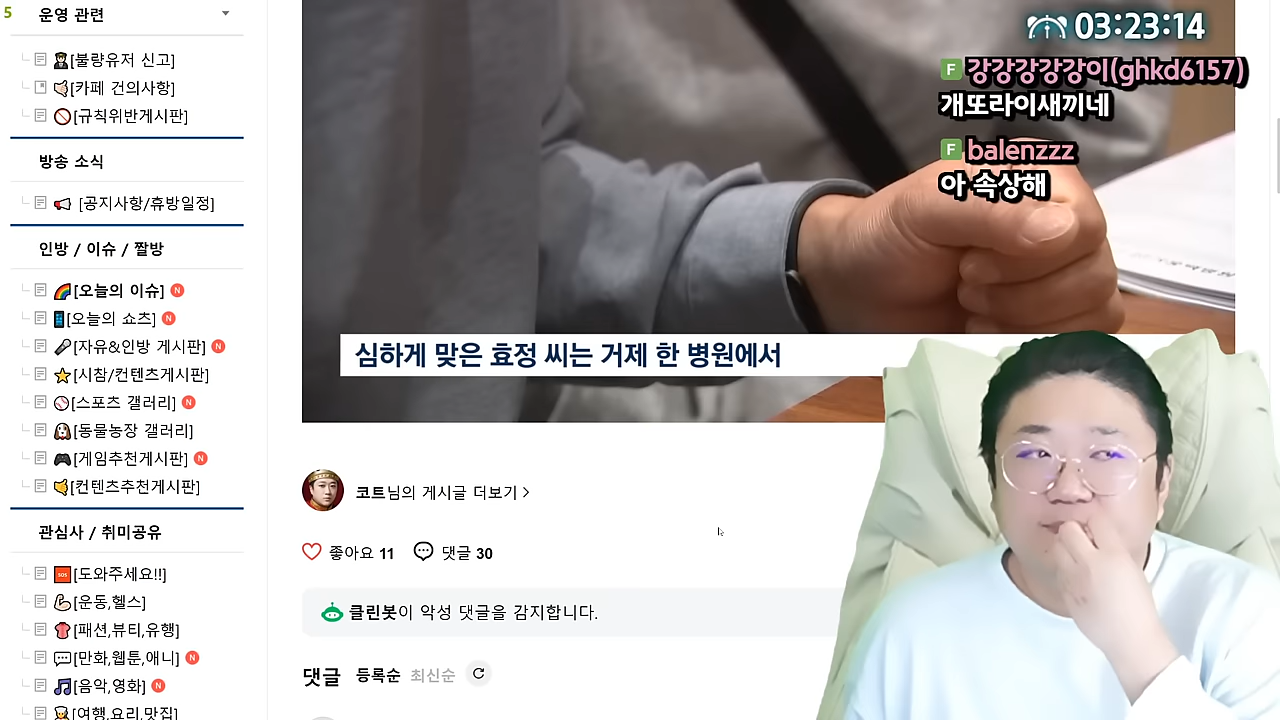 5
운영 관련
[불량유저 신고]
[카페 건의사항]
[규칙위반게시판]
방송 소식
[공지사항/휴방일정]
인방 / 이슈 / 짤방
[오늘의 이슈] N
[오늘의 쇼츠] N
[자유&인방 게시판] N
[시참/컨텐츠게시판]
[스포츠 갤러리] N
[동물농장 갤러리]
[게임추천게시판] N
[컨텐츠추천게시판]
관심사 / 취미공유
SOS [도와주세요!!]
[운동,헬스]
[패션,뷰티,유행]
[만화,웹툰,애니] N
[음악,영화] N
[여행,요리,맛집]
03:23:14
F 강강강강강이(ghkd6157)
개또라이새끼네
F balenzzz
아 속상해
심하게 맞은 효정 씨는 거제 한 병원에서
코트님의 게시글 더보기 >
좋아요 11 댓글 30
클린봇이 악성 댓글을 감지합니다.
댓글 등록순 최신순